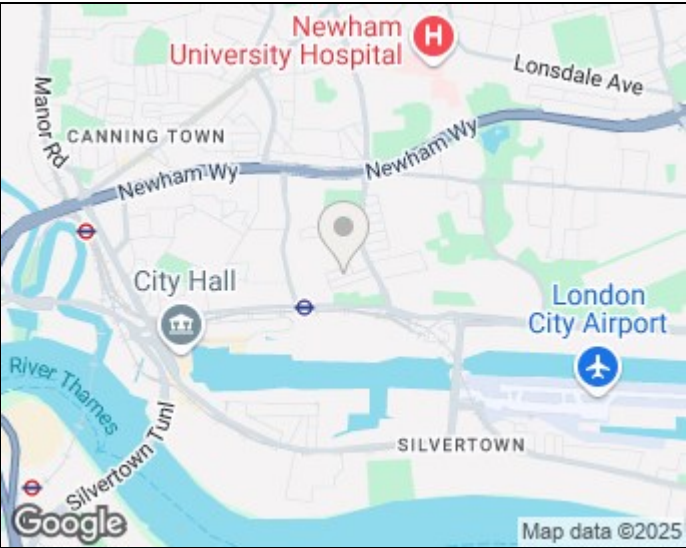 Newham
University Hospital
H
Lonsdale Ave
Manor Rd
CANNING TOWN
Newham Wy
Newham Wy
City Hall
London
City Airport
River Thames
Silvertown Tunl
SILVERTOWN
Google
Map data ©2025